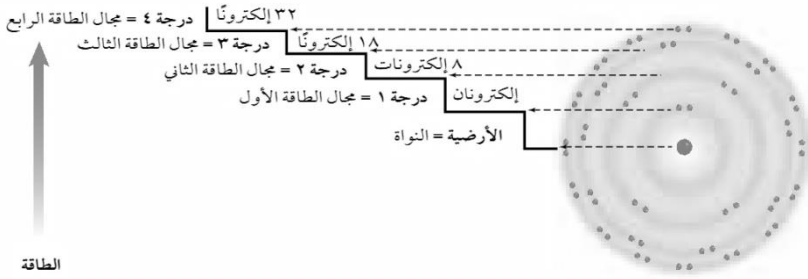 ٣٢ إلكترونًا
درجة ٤ = مجال الطاقة الرابع
١٨ إلكترونًا
درجة ٣ = مجال الطاقة الثالث
٨ إلكترونات
درجة ٢ = مجال الطاقة الثاني
إلكترونان
درجة ١ = مجال الطاقة الأول
الأرضية = النواة
الطاقة